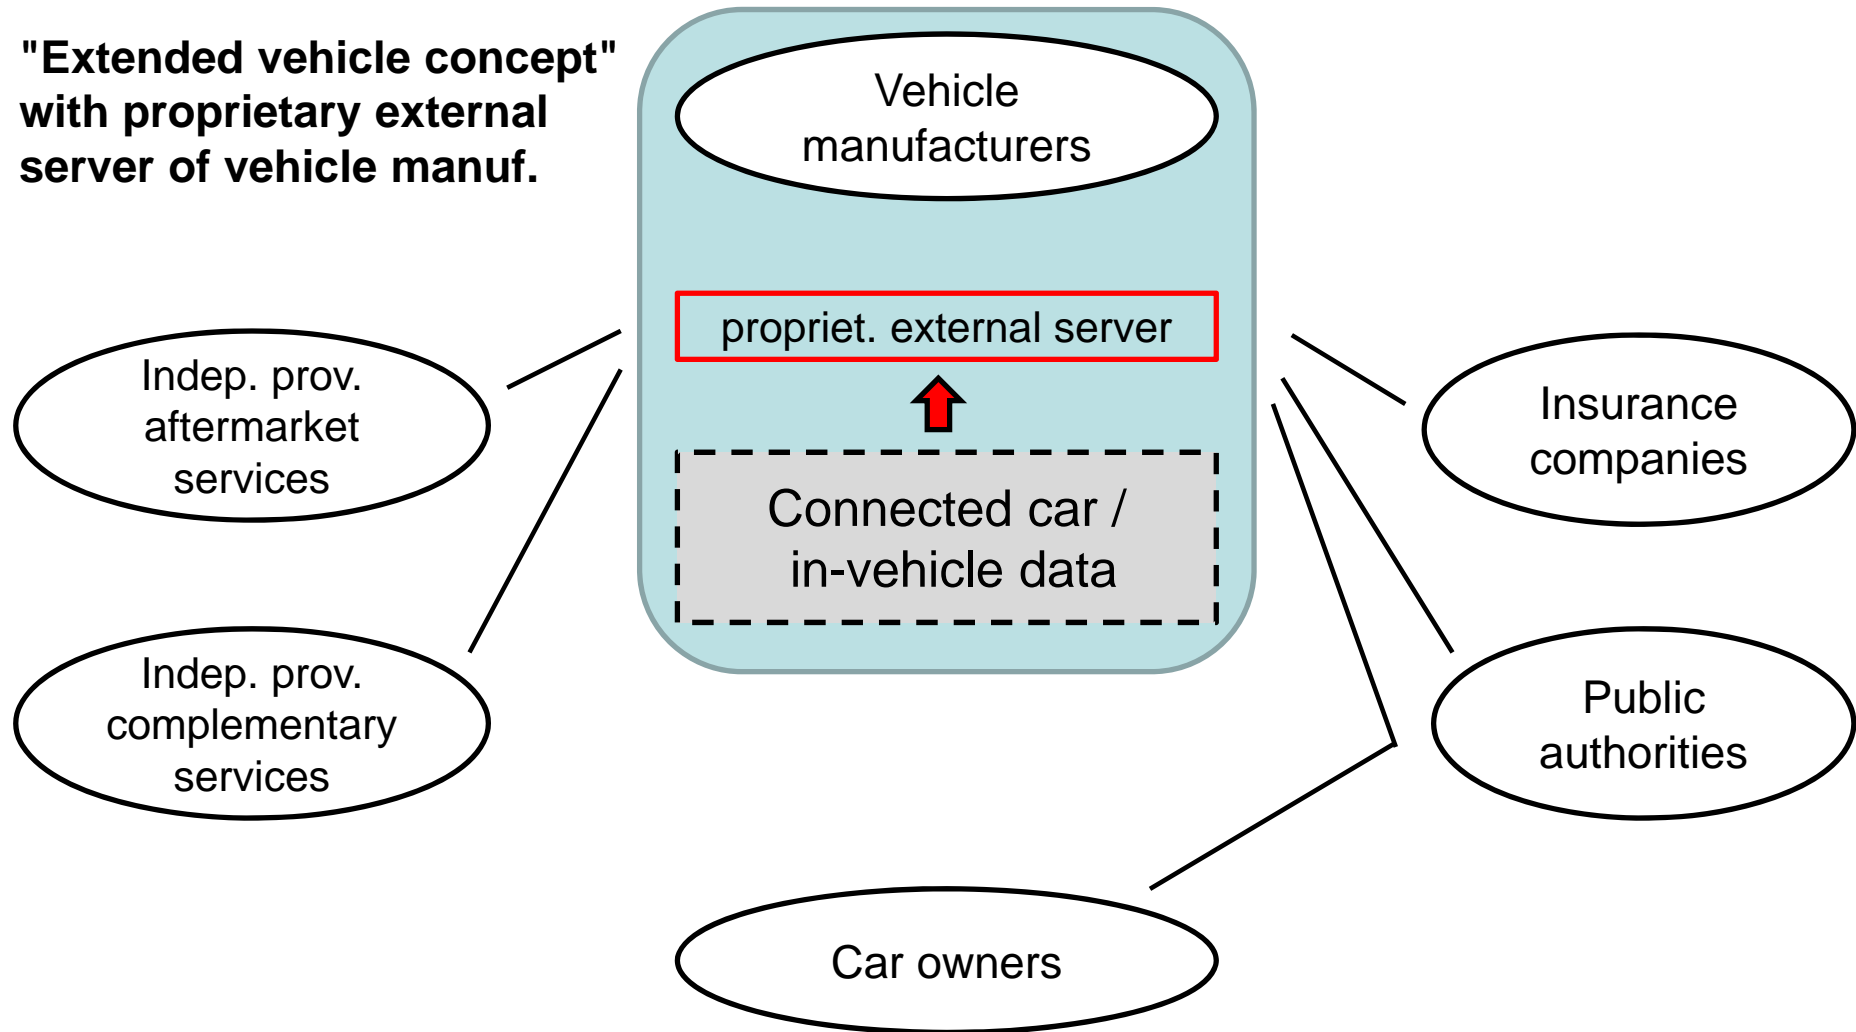 "Extended vehicle concept"
with proprietary external
server of vehicle manuf.
Vehicle
manufacturers
propriet. external server
Connected car /
in-vehicle data
Indep. prov.
aftermarket
services
Indep. prov.
complementary
services
Insurance
companies
Public
authorities
Car owners